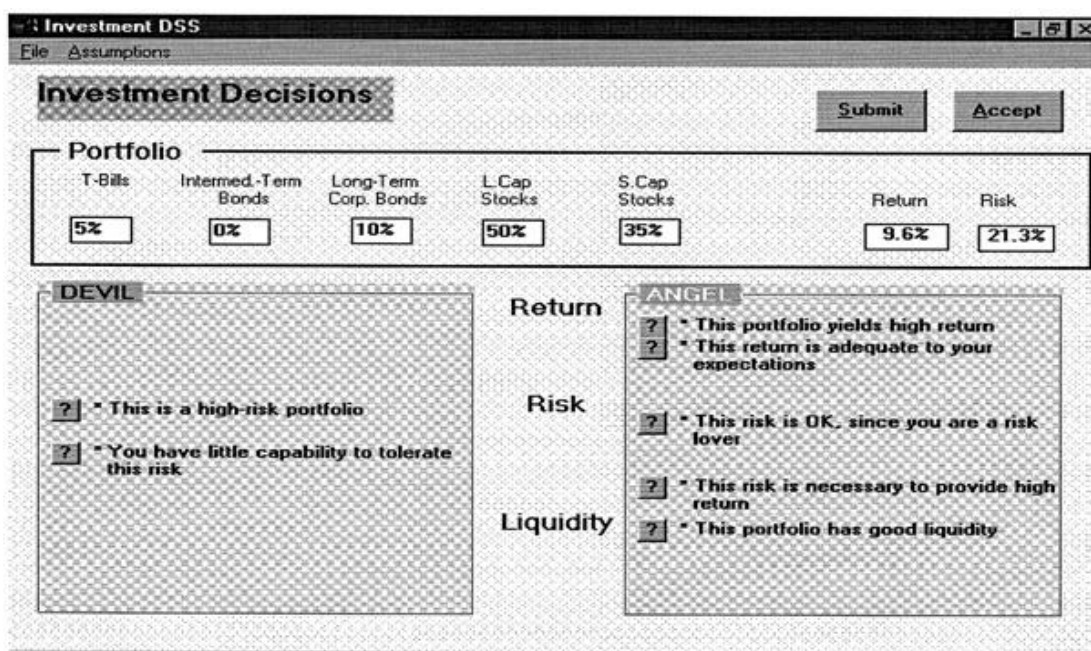 Investment DSS
File Assumptions
Investment Decisions
Submit Accept
Portfolio
T-Bills Intermed.-Term Bonds Long-Term Corp. Bonds L.Cap Stocks S.Cap Stocks Return Risk
5% 0% 10% 50% 35% 9.6% 21.3%
DEVIL
? * This is a high-risk portfolio
? * You have little capability to tolerate
this risk
Return
Risk
Liquidity
ANGEL
? * This portfolio yields high return
? * This return is adequate to your
expectations
? * This risk is OK, since you are a risk
lover
? * This risk is necessary to provide high
return
? * This portfolio has good liquidity